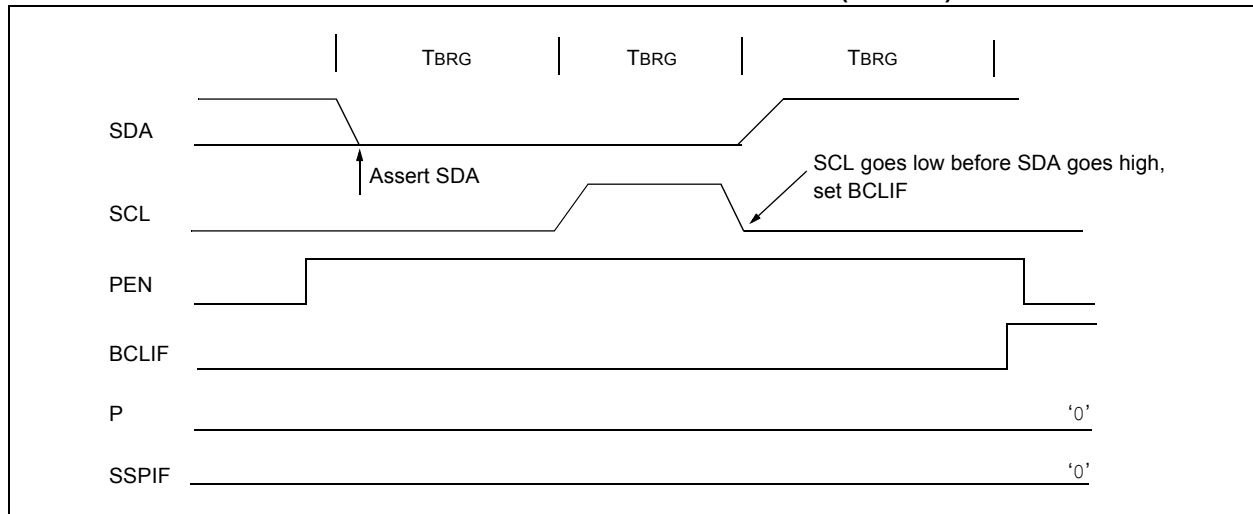 TBRG TBRG TBRG
SDA
Assert SDA
SCL goes low before SDA goes high,
set BCLIF
SCL
PEN
BCLIF
P ‘0’
SSPIF ‘0’